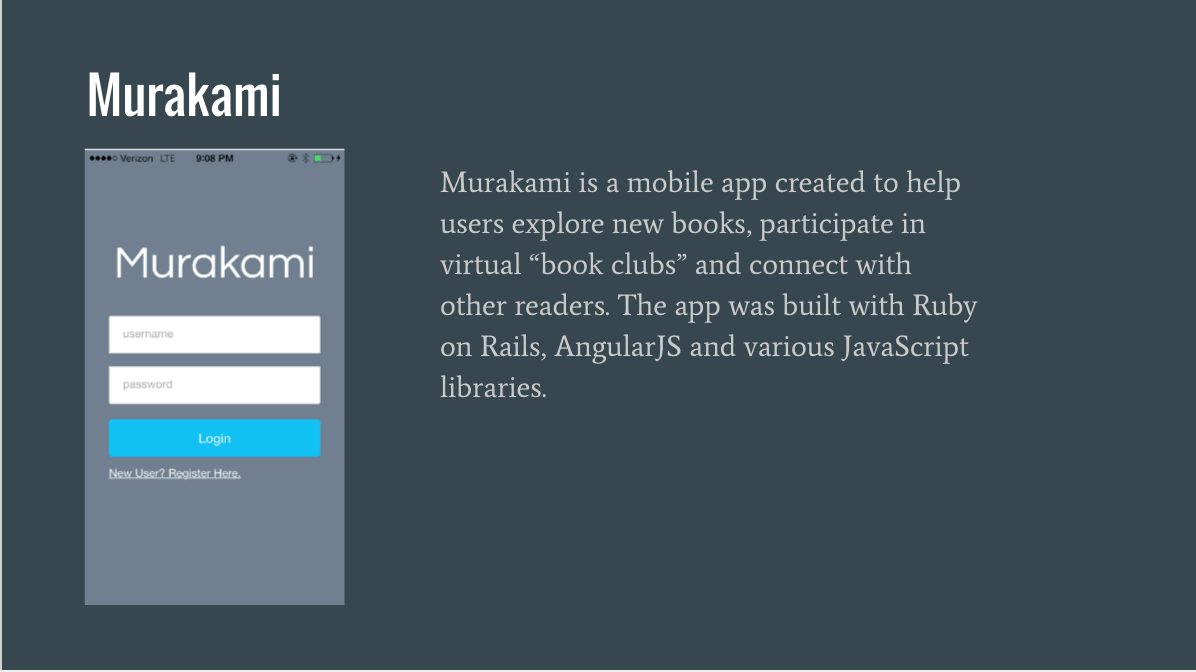 Murakami
Verizon LTE 9:08 PM
Murakami
username
password
Login
New User? Register Here.
Murakami is a mobile app created to help
users explore new books, participate in
virtual “book clubs” and connect with
other readers. The app was built with Ruby
on Rails, AngularJS and various JavaScript
libraries.